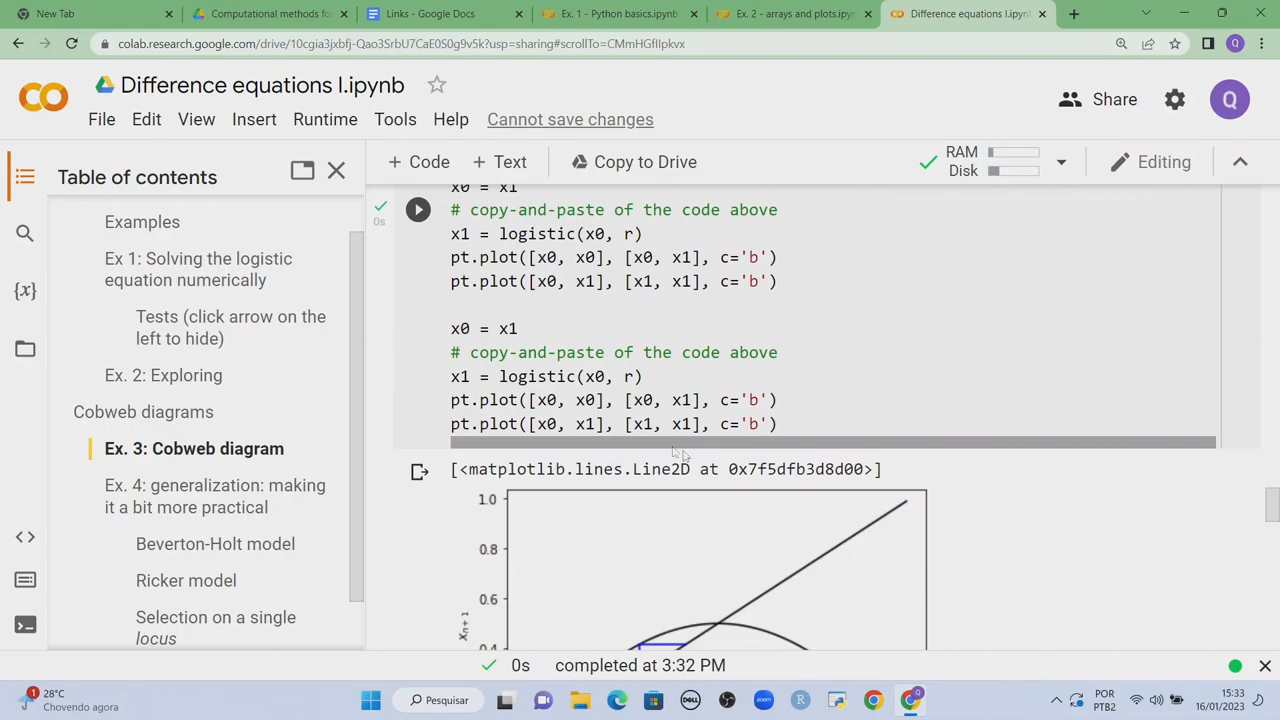 New Tab
Computational methods for
Links - Google Docs
Ex. 1 - Python basics.ipynb
Ex. 2 - arrays and plots.ipynb
Difference equations I.ipynb
colab.research.google.com/drive/10cgia3jxbfj-Qao3SrbU7CaE0S0g9v5k?usp=sharing#scrollTo=CMmHGfIIpkvx
Q
Difference equations I.ipynb
File Edit View Insert Runtime Tools Help Cannot save changes
Share
Q
Table of contents
Examples
Ex 1: Solving the logistic
equation numerically
Tests (click arrow on the
left to hide)
Ex. 2: Exploring
Cobweb diagrams
Ex. 3: Cobweb diagram
Ex. 4: generalization: making
it a bit more practical
Beverton-Holt model
Ricker model
Selection on a single
locus
+ Code + Text Copy to Drive
RAM
Disk
Editing
0s
x0 = x1
# copy-and-paste of the code above
x1 = logistic(x0, r)
pt.plot([x0, x0], [x0, x1], c='b')
pt.plot([x0, x1], [x1, x1], c='b')
x0 = x1
# copy-and-paste of the code above
x1 = logistic(x0, r)
pt.plot([x0, x0], [x0, x1], c='b')
pt.plot([x0, x1], [x1, x1], c='b')
[<matplotlib.lines.Line2D at 0x7f5dfb3d8d00>]
1.0
0.8
0.6
0.4
xn+1
0s completed at 3:32 PM
1
28°C
Chovendo agora
Pesquisar
DELL
zoom
R
Q
POR
PTB2
15:33
16/01/2023